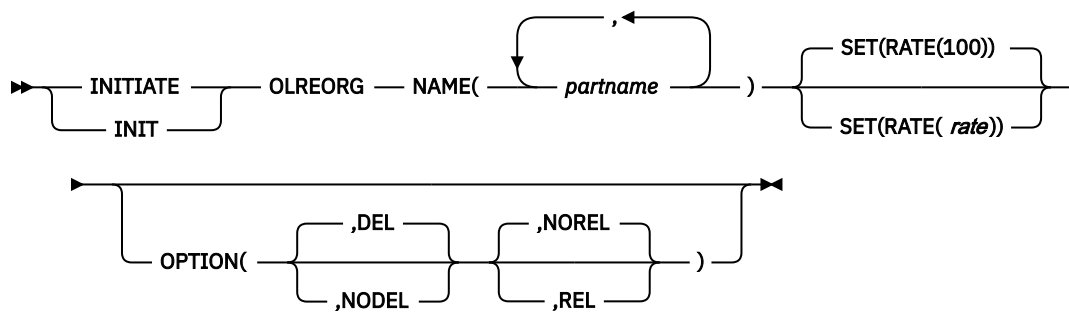 ,
SET(RATE(100))
INITIATE OLREORG NAME( partname )
INIT SET(RATE( rate))
,DEL ,NOREL
OPTION( )
,NODEL ,REL